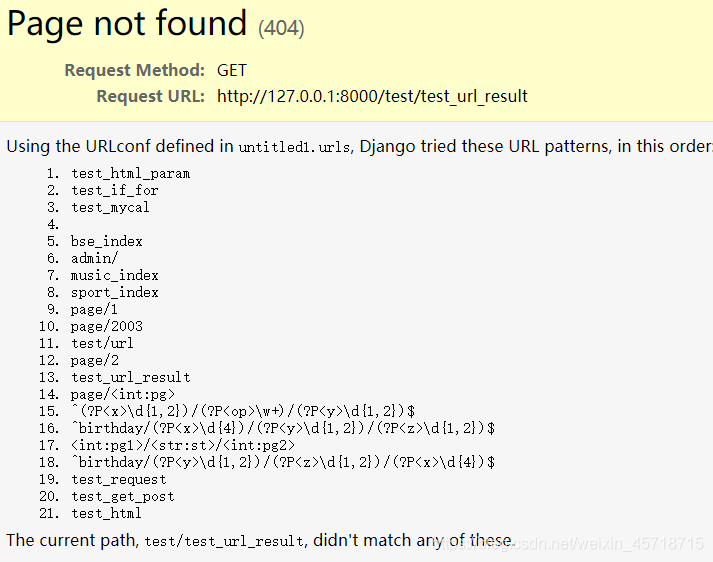 Page not found (404)
Request Method: GET
Request URL: http://127.0.0.1:8000/test/test_url_result
Using the URLconf defined in untitled1.urls, Django tried these URL patterns, in this order:
1. test_html_param
2. test_if_for
3. test_mycal
4.
5. bse_index
6. admin/
7. music_index
8. sport_index
9. page/1
10. page/2003
11. test/url
12. page/2
13. test_url_result
14. page/<int:pg>
15. ^(?P<x>\d{1,2})/(?P<op>\w+)/(?P<y>\d{1,2})$
16. ^birthday/(?P<x>\d{4})/(?P<y>\d{1,2})/(?P<z>\d{1,2})$
17. <int:pg1>/<str:st>/<int:pg2>
18. ^birthday/(?P<y>\d{1,2})/(?P<z>\d{1,2})/(?P<x>\d{4})$
19. test_request
20. test_get_post
21. test_html
The current path, test/test_url_result, didn't match any of these.
https://blog.csdn.net/weixin_45718715